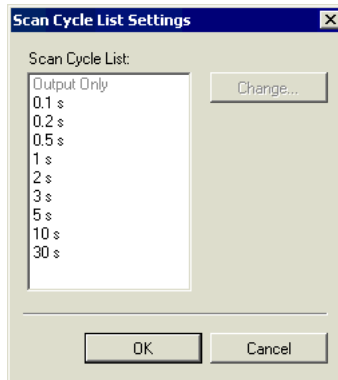 Scan Cycle List Settings
Scan Cycle List:
Output Only
0.1 s
0.2 s
0.5 s
1 s
2 s
3 s
5 s
10 s
30 s
Change...
OK
Cancel